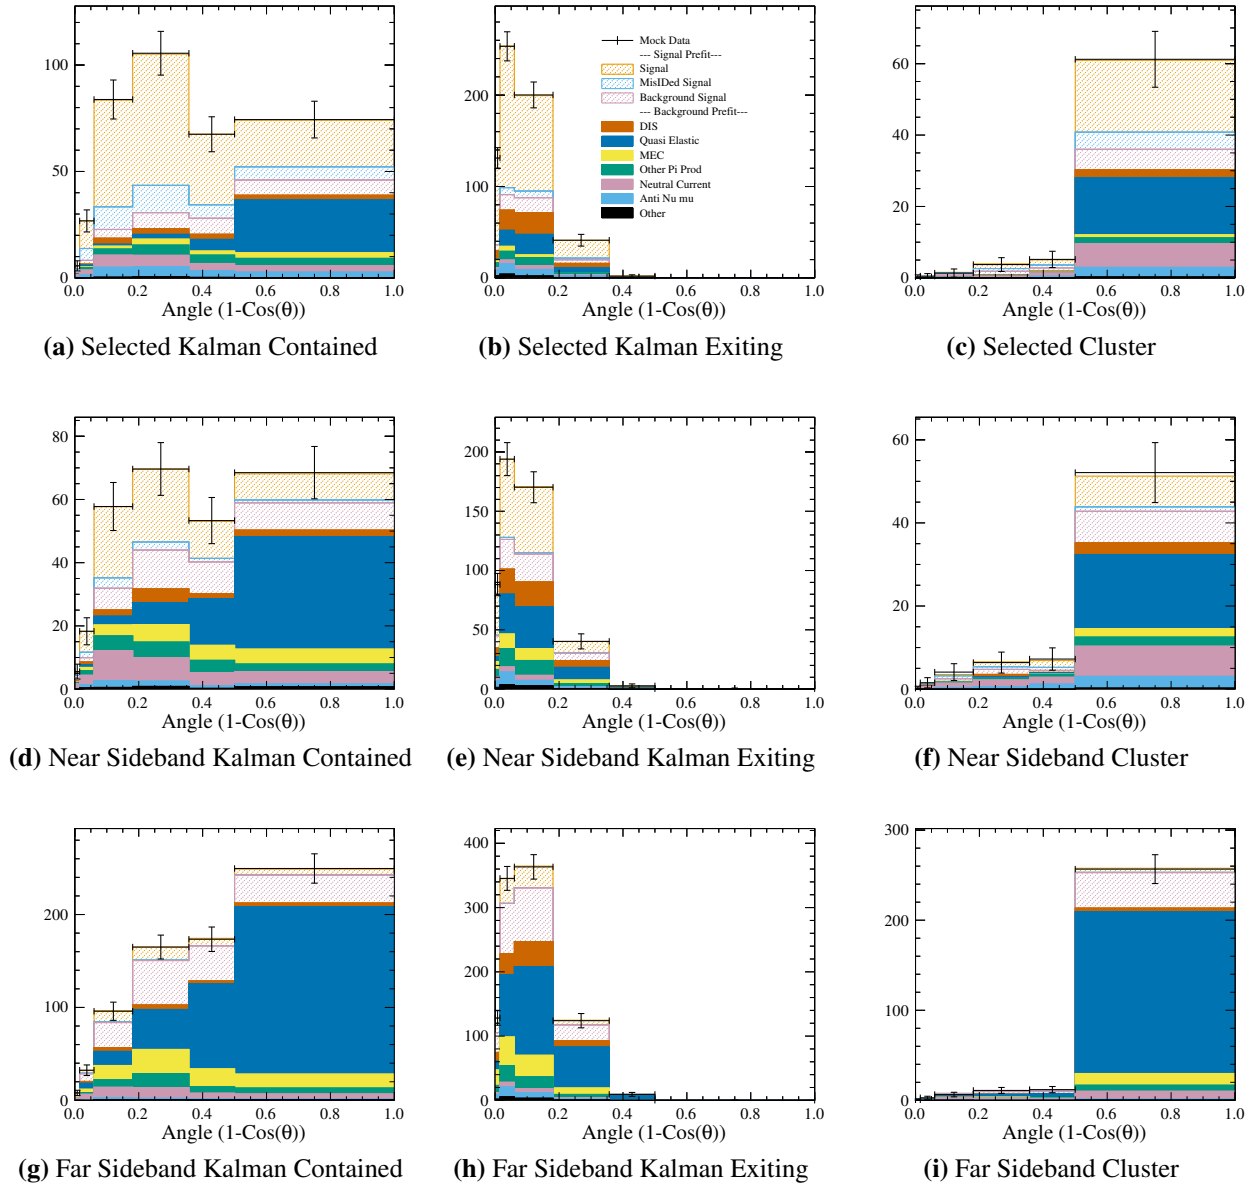 100
50
0
0.0 0.2 0.4 0.6 0.8 1.0
Angle (1-Cos(θ))
(a) Selected Kalman Contained
200
100
0
0.0 0.2 0.4 0.6 0.8 1.0
Angle (1-Cos(θ))
Mock Data
--- Signal Prefit---
Signal
MisIDed Signal
Background Signal
--- Background Prefit---
DIS
Quasi Elastic
MEC
Other Pi Prod
Neutral Current
Anti Nu mu
Other
(b) Selected Kalman Exiting
60
40
20
0
0.0 0.2 0.4 0.6 0.8 1.0
Angle (1-Cos(θ))
(c) Selected Cluster
80
60
40
20
0
0.0 0.2 0.4 0.6 0.8 1.0
Angle (1-Cos(θ))
(d) Near Sideband Kalman Contained
200
150
100
50
0
0.0 0.2 0.4 0.6 0.8 1.0
Angle (1-Cos(θ))
(e) Near Sideband Kalman Exiting
60
40
20
0
0.0 0.2 0.4 0.6 0.8 1.0
Angle (1-Cos(θ))
(f) Near Sideband Cluster
200
100
0
0.0 0.2 0.4 0.6 0.8 1.0
Angle (1-Cos(θ))
(g) Far Sideband Kalman Contained
400
300
200
100
0
0.0 0.2 0.4 0.6 0.8 1.0
Angle (1-Cos(θ))
(h) Far Sideband Kalman Exiting
300
200
100
0
0.0 0.2 0.4 0.6 0.8 1.0
Angle (1-Cos(θ))
(i) Far Sideband Cluster